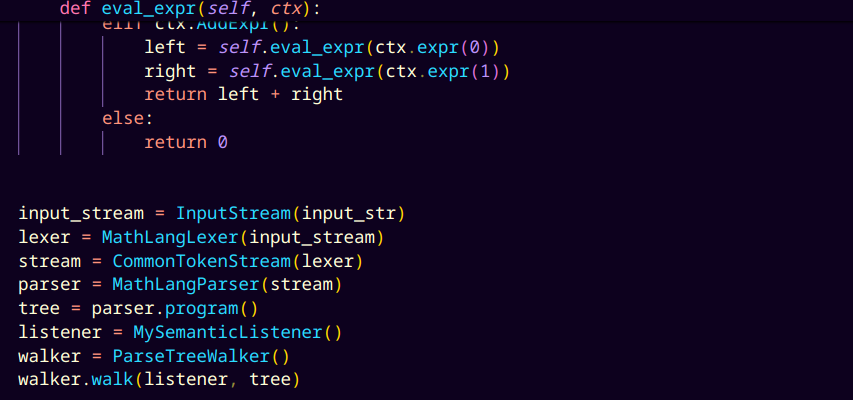 def eval_expr(self, ctx):
elif ctx.AddExpr():
left = self.eval_expr(ctx.expr(0))
right = self.eval_expr(ctx.expr(1))
return left + right
else:
return 0
input_stream = InputStream(input_str)
lexer = MathLangLexer(input_stream)
stream = CommonTokenStream(lexer)
parser = MathLangParser(stream)
tree = parser.program()
listener = MySemanticListener()
walker = ParseTreeWalker()
walker.walk(listener, tree)